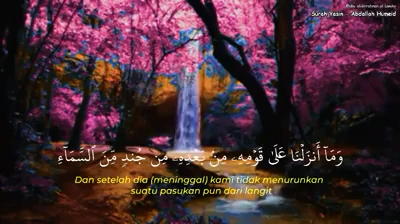 Surah Yasin - Abdallah Humeid
وَمَآ أَنزَلْنَا عَلَىٰ قَوْمِهِۦ مِنۢ بَعْدِهِۦ مِن جُندٍ مِّنَ ٱلسَّمَآءِ
Dan setelah dia (meninggal) kami tidak menurunkan
suatu pasukan pun dari langit